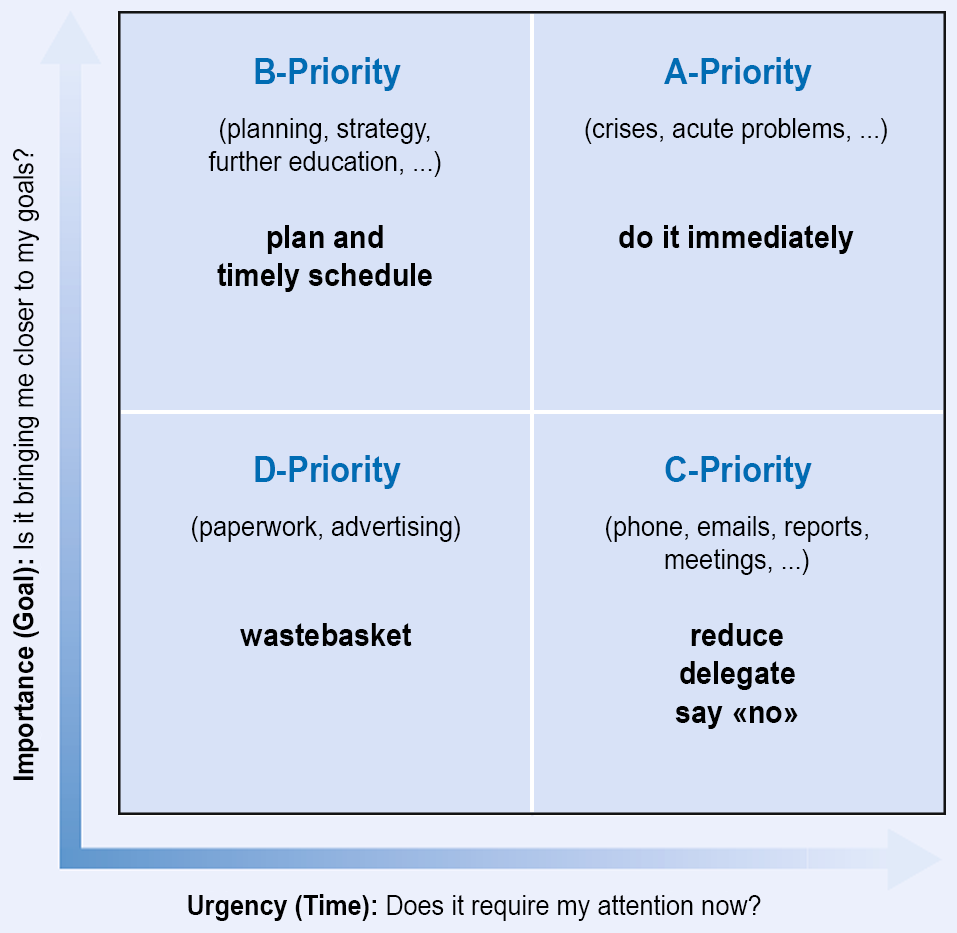 Importance (Goal): Is it bringing me closer to my goals?
B-Priority
(planning, strategy,
further education, ...)
plan and
timely schedule
A-Priority
(crises, acute problems, ...)
do it immediately
D-Priority
(paperwork, advertising)
wastebasket
C-Priority
(phone, emails, reports,
meetings, ...)
reduce
delegate
say «no»
Urgency (Time): Does it require my attention now?